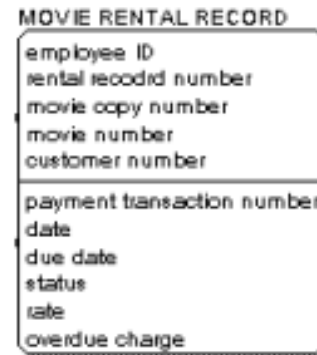 MOVIE RENTAL RECORD
employee ID
rental recodrd number
movie copy number
movie number
customer number
payment transaction number
date
due date
status
rate
overdue charge